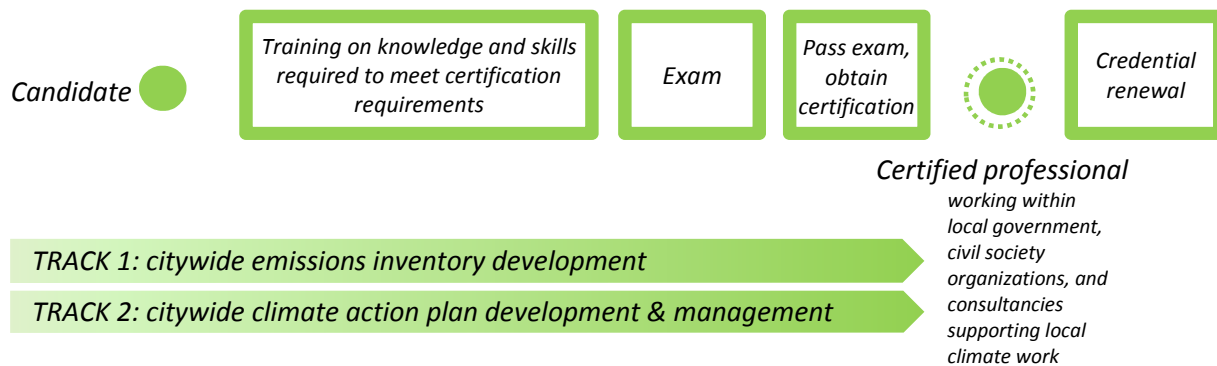 Candidate
Training on knowledge and skills
required to meet certification
requirements
Exam
Pass exam,
obtain
certification
Credential
renewal
Certified professional
working within
local government,
civil society
organizations, and
consultancies
supporting local
climate work
TRACK 1: citywide emissions inventory development
TRACK 2: citywide climate action plan development & management